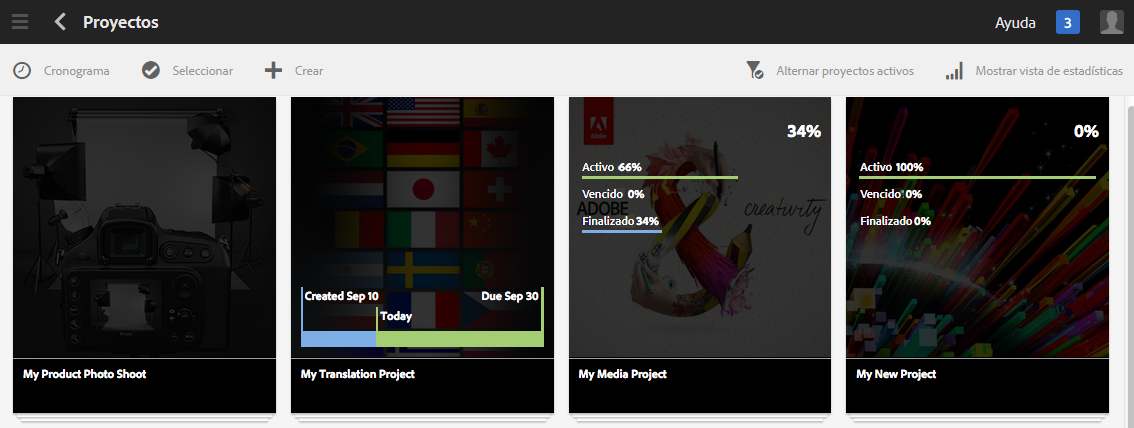 Proyectos
Ayuda 3
Cronograma Seleccionar Crear Alternar proyectos activos Mostrar vista de estadísticas
Adobe
34%
Activo 66%
Vencido 0%
ADOBE creativity
Finalizado 34%
0%
Activo 100%
Vencido 0%
Finalizado 0%
Created Sep 10 Due Sep 30
Today
My Product Photo Shoot
My Translation Project
My Media Project
My New Project